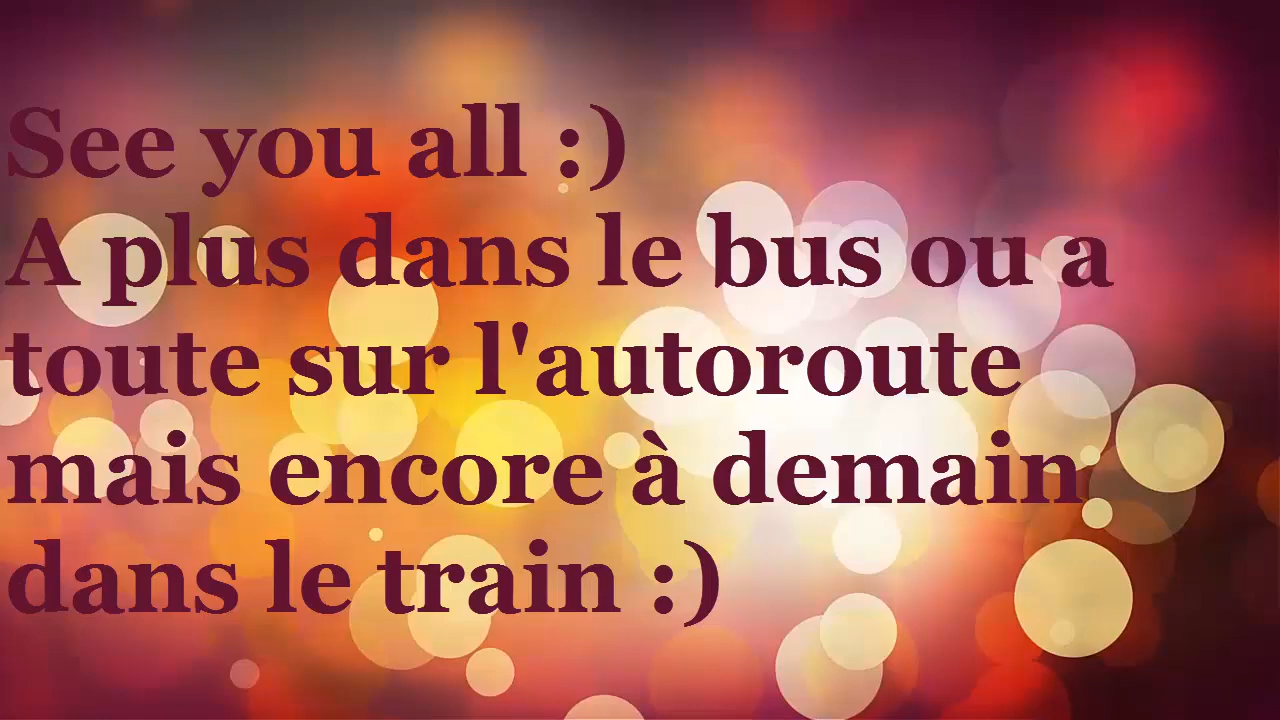 See you all :)
A plus dans le bus ou a
toute sur l'autoroute
mais encore à demain
dans le train :)